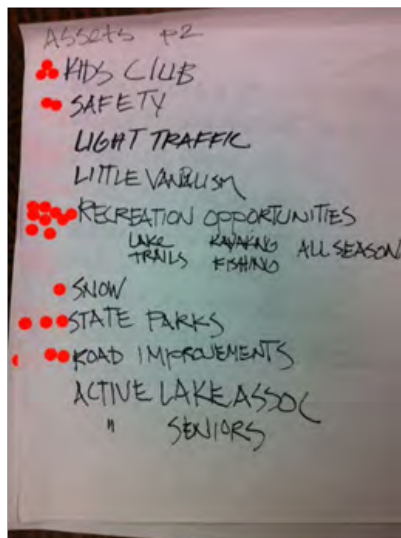 Assets p2
KIDS CLUB
SAFETY
LIGHT TRAFFIC
LITTLE VANDALISM
RECREATION OPPORTUNITIES
LAKE KAYAKING ALL SEASON
TRAILS FISHING
SNOW
STATE PARKS
ROAD IMPROVEMENTS
ACTIVE LAKE ASSOC
" SENIORS